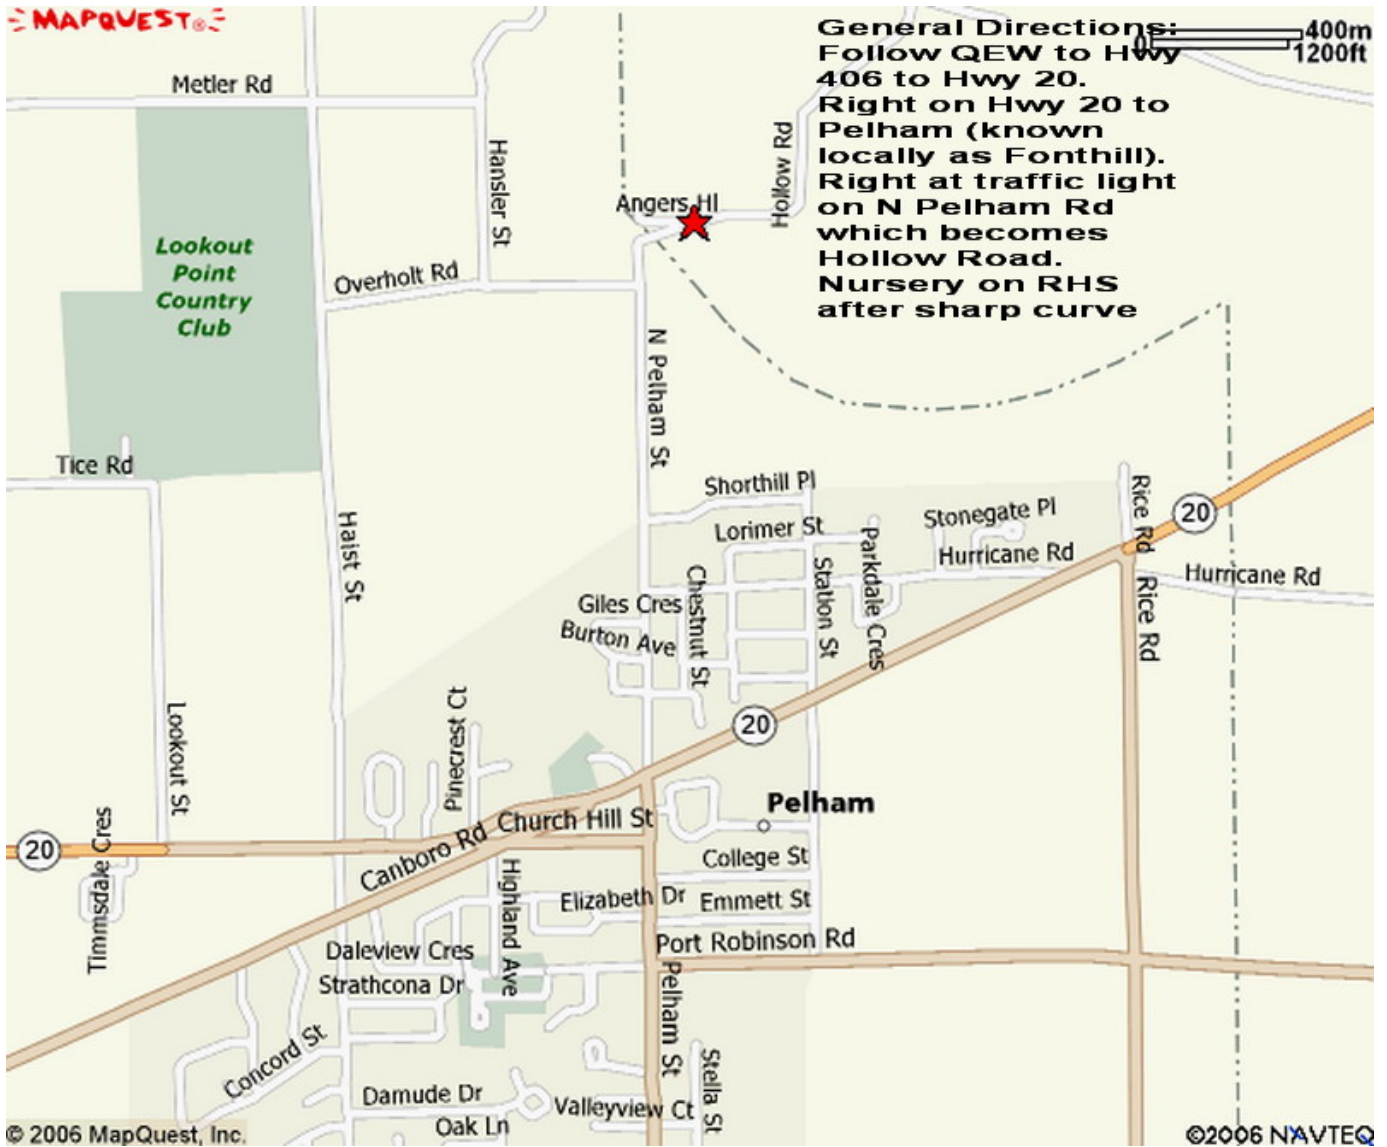 MAPQUEST®
General Directions:
Follow QEW to Hwy
406 to Hwy 20.
Right on Hwy 20 to
Pelham (known
locally as Fonthill).
Right at traffic light
on N Pelham Rd
which becomes
Hollow Road.
Nursery on RHS
after sharp curve
0
400m
1200ft
Metler Rd
Hansler St
Hollow Rd
Angers Hl
Lookout
Point
Country
Club
Overholt Rd
N Pelham St
Tice Rd
Haist St
Shorthill Pl
Lorimer St
Parkdale Cres
Stonegate Pl
Rice Rd
20
Hurricane Rd
Hurricane Rd
Rice Rd
Station St
Chestnut St
Giles Cres
Burton Ave
Lookout St
Pinecrest Ct
20
Pelham
Church Hill St
Canboro Rd
20
Timmsdale Cres
College St
Highland Ave
Elizabeth Dr
Emmett St
Port Robinson Rd
Daleview Cres
Strathcona Dr
Pelham St
Concord St
Stella St
Damude Dr
Valleyview Ct
Oak Ln
© 2006 MapQuest, Inc.
©2006 NAVTEQ